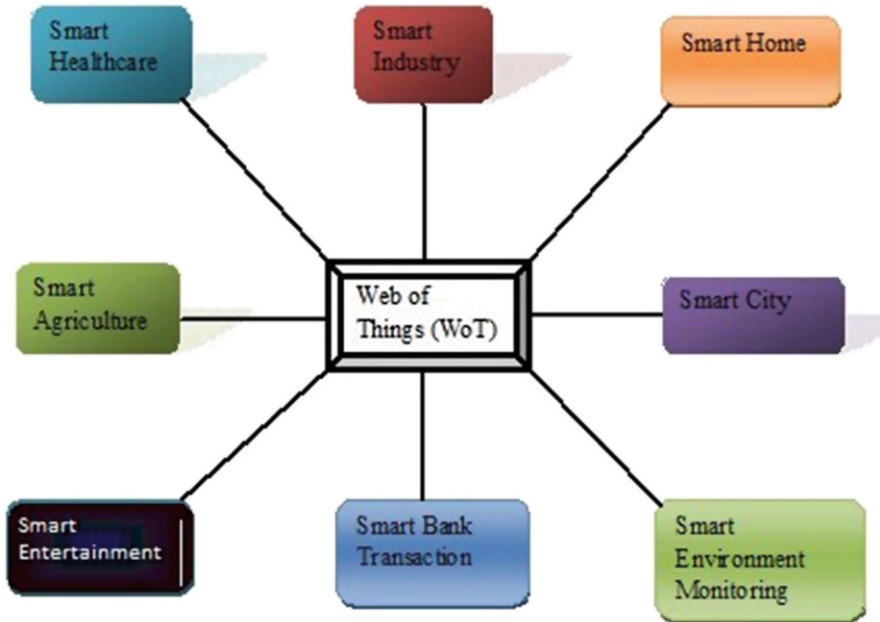 Smart
Healthcare
Smart
Industry
Smart Home
Smart
Agriculture
Web of
Things (WoT)
Smart City
Smart
Entertainment
Smart Bank
Transaction
Smart
Environment
Monitoring